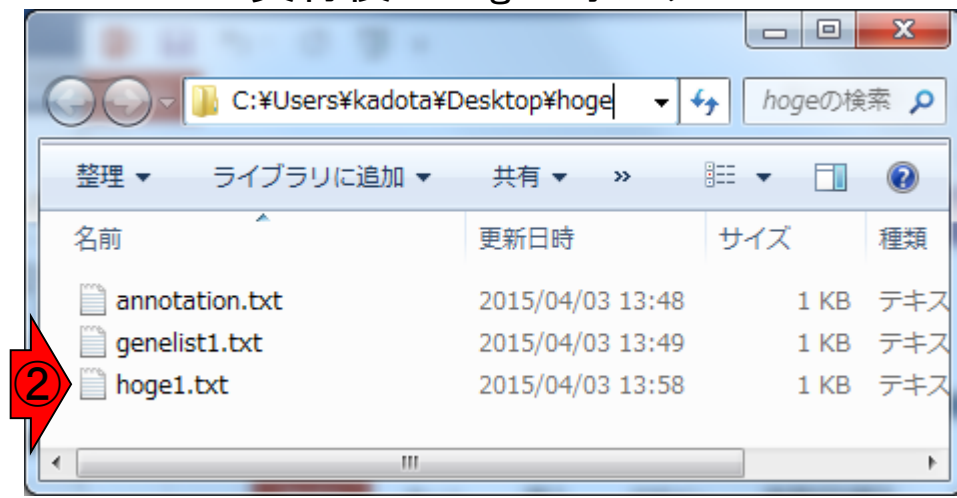 C:¥Users¥kadota¥Desktop¥hoge
hogeの検索
整理 ライブラリに追加 共有 »
名前 更新日時 サイズ 種類
annotation.txt 2015/04/03 13:48 1 KB テキス
genelist1.txt 2015/04/03 13:49 1 KB テキス
② hoge1.txt 2015/04/03 13:58 1 KB テキス